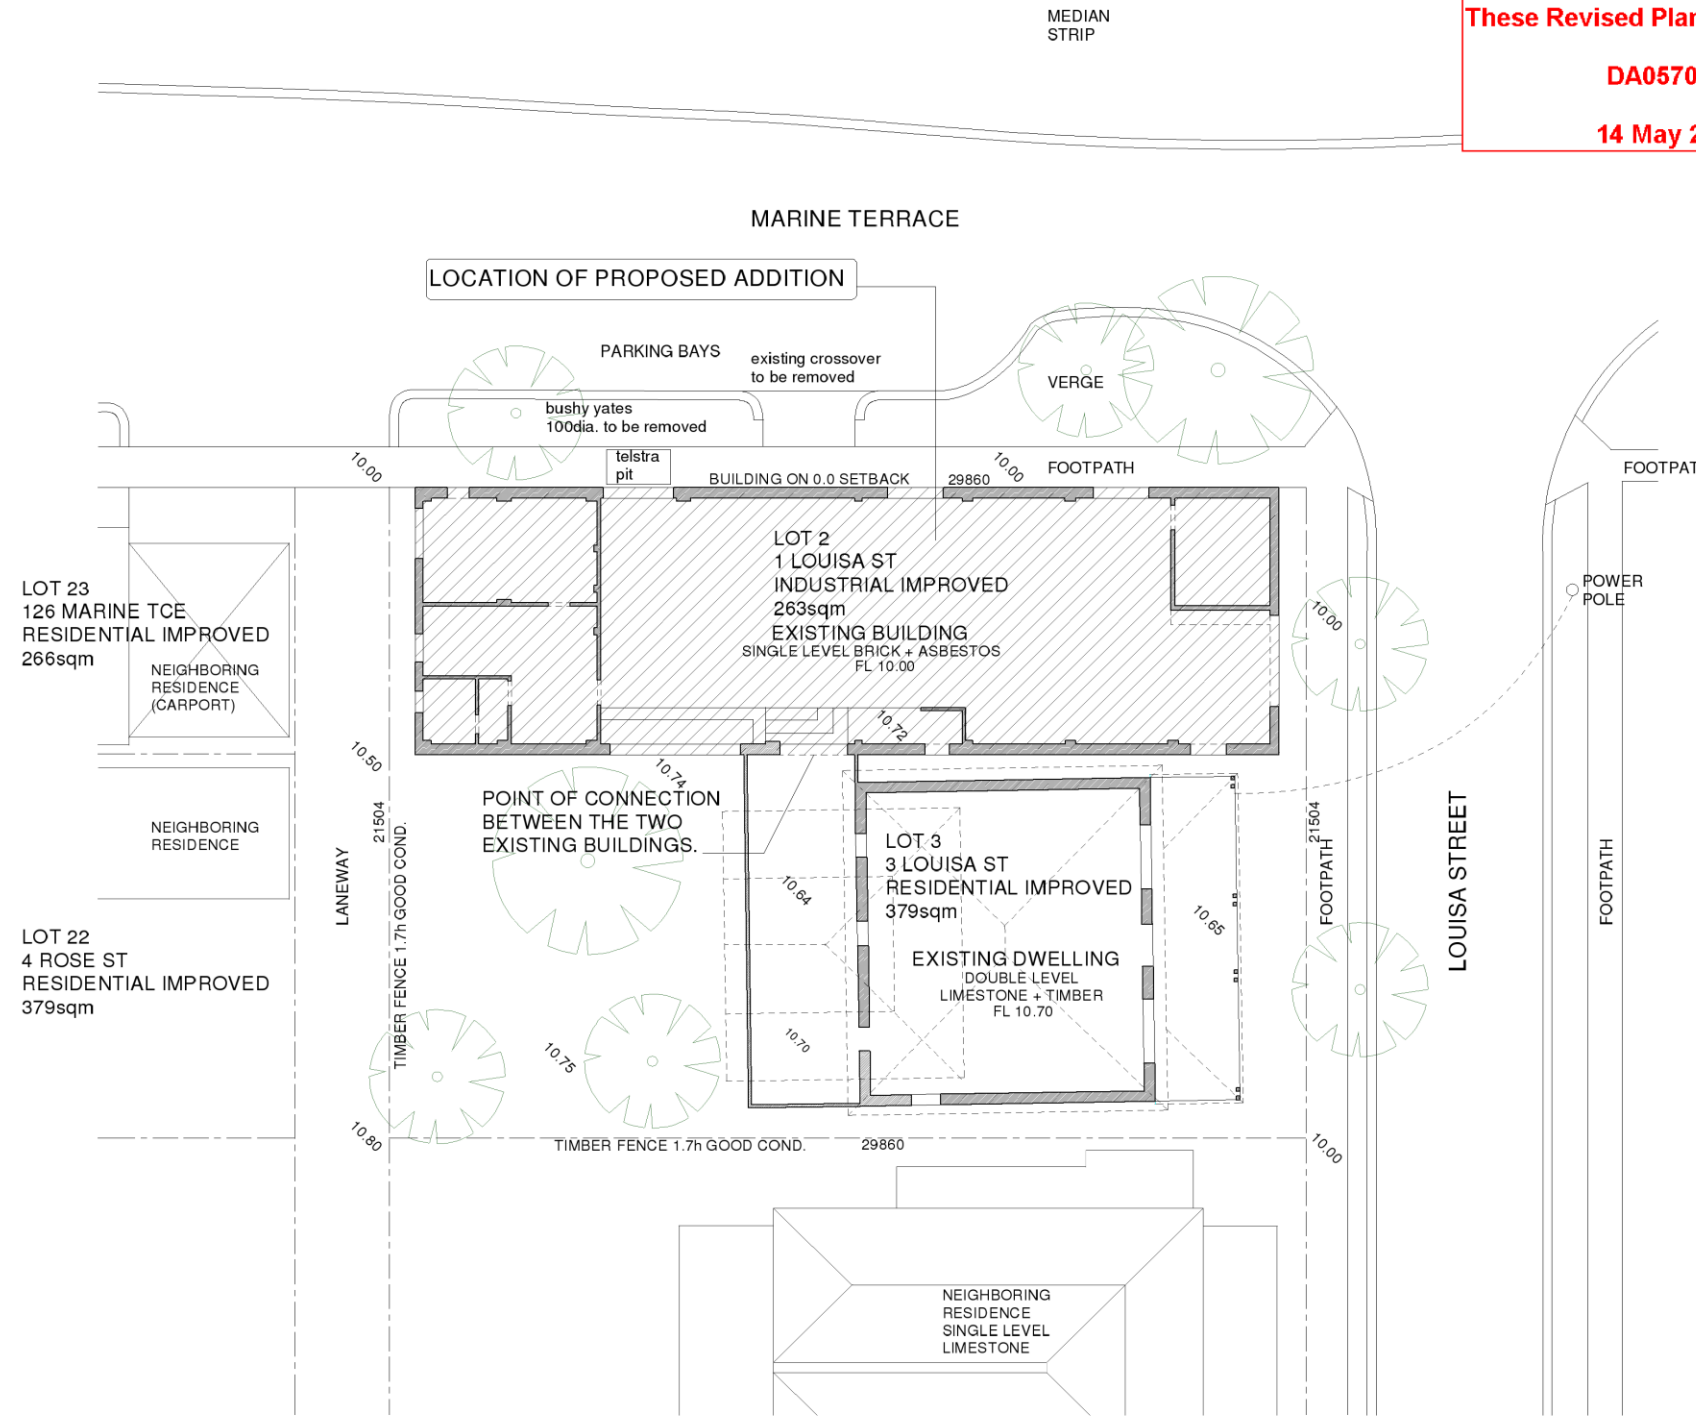 MEDIAN
STRIP
These Revised Plan
DA0570
14 May 2
MARINE TERRACE
LOCATION OF PROPOSED ADDITION
PARKING BAYS
existing crossover
to be removed
VERGE
bushy yates
100dia. to be removed
telstra
pit
10.00
BUILDING ON 0.0 SETBACK
29860
10.00
FOOTPATH
FOOTPAT
LOT 2
1 LOUISA ST
INDUSTRIAL IMPROVED
263sqm
EXISTING BUILDING
SINGLE LEVEL BRICK + ASBESTOS
FL 10.00
LOT 23
126 MARINE TCE
RESIDENTIAL IMPROVED
266sqm
NEIGHBORING
RESIDENCE
(CARPORT)
POWER
POLE
10.00
10.72
10.50
10.74
POINT OF CONNECTION
BETWEEN THE TWO
EXISTING BUILDINGS.
21504
21504
NEIGHBORING
RESIDENCE
LANEWAY
TIMBER FENCE 1.7h GOOD COND.
LOT 3
3 LOUISA ST
RESIDENTIAL IMPROVED
379sqm
10.64
10.65
FOOTPATH
LOUISA STREET
FOOTPATH
LOT 22
4 ROSE ST
RESIDENTIAL IMPROVED
379sqm
EXISTING DWELLING
DOUBLE LEVEL
LIMESTONE + TIMBER
FL 10.70
10.70
10.75
10.80
TIMBER FENCE 1.7h GOOD COND.
29860
10.00
NEIGHBORING
RESIDENCE
SINGLE LEVEL
LIMESTONE